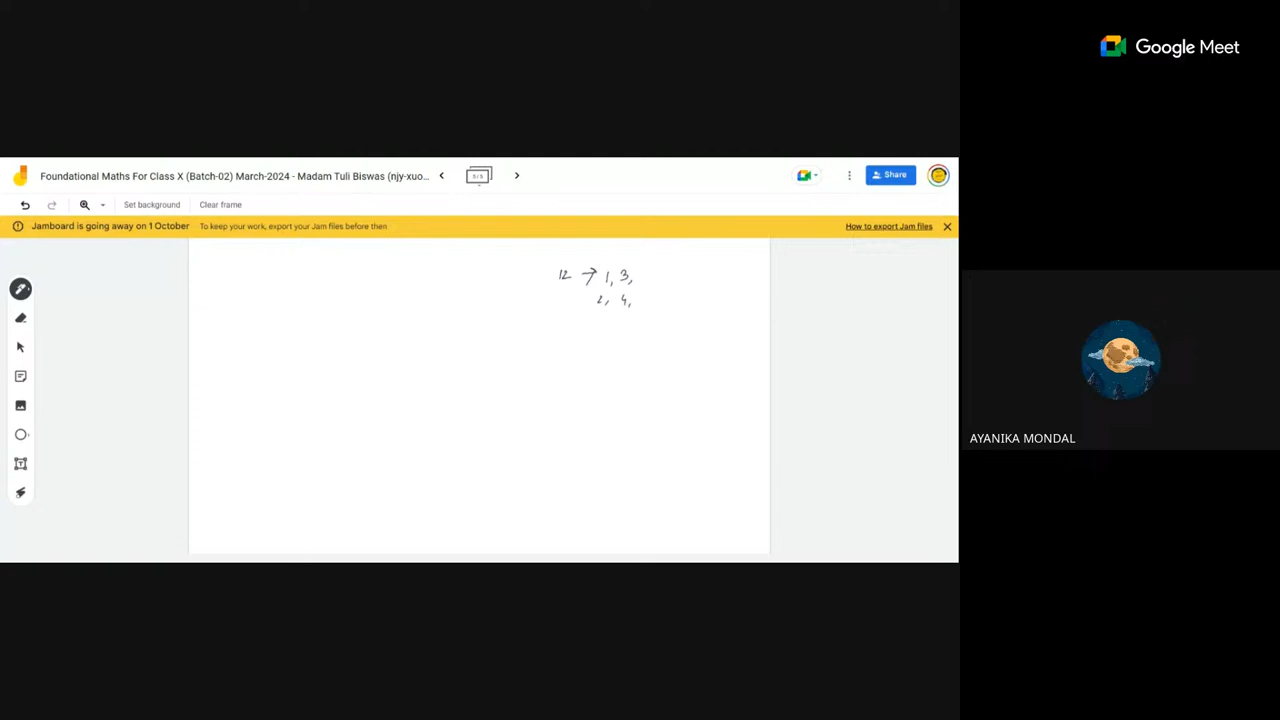 Google Meet
Foundational Maths For Class X (Batch-02) March-2024 - Madam Tuli Biswas (njy-xuo...
5/5
Share
Set background
Clear frame
Jamboard is going away on 1 October
To keep your work, export your Jam files before then
How to export Jam files
12 → 1, 3,
2, 4,
AYANIKA MONDAL